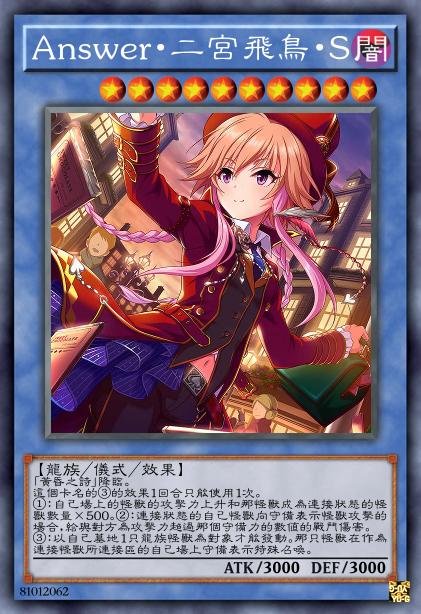 Answer・二宮飛鳥・S
闇
【龍族/儀式/效果】
「黃昏之詩」降臨。
這個卡名的③的效果1回合只能使用1次。
①:自己場上的怪獸的攻擊力上升和那怪獸成為連接狀態的怪
獸數量×500。②:連接狀態的自己怪獸向守備表示怪獸攻擊的
場合,給與對方為攻擊力超過那個守備力的數值的戰鬥傷害。
③:以自己墓地1只龍族怪獸為對象才能發動。那只怪獸在作為
連接怪獸所連接區的自己場上守備表示特殊召喚。
ATK/3000 DEF/3000
81012062